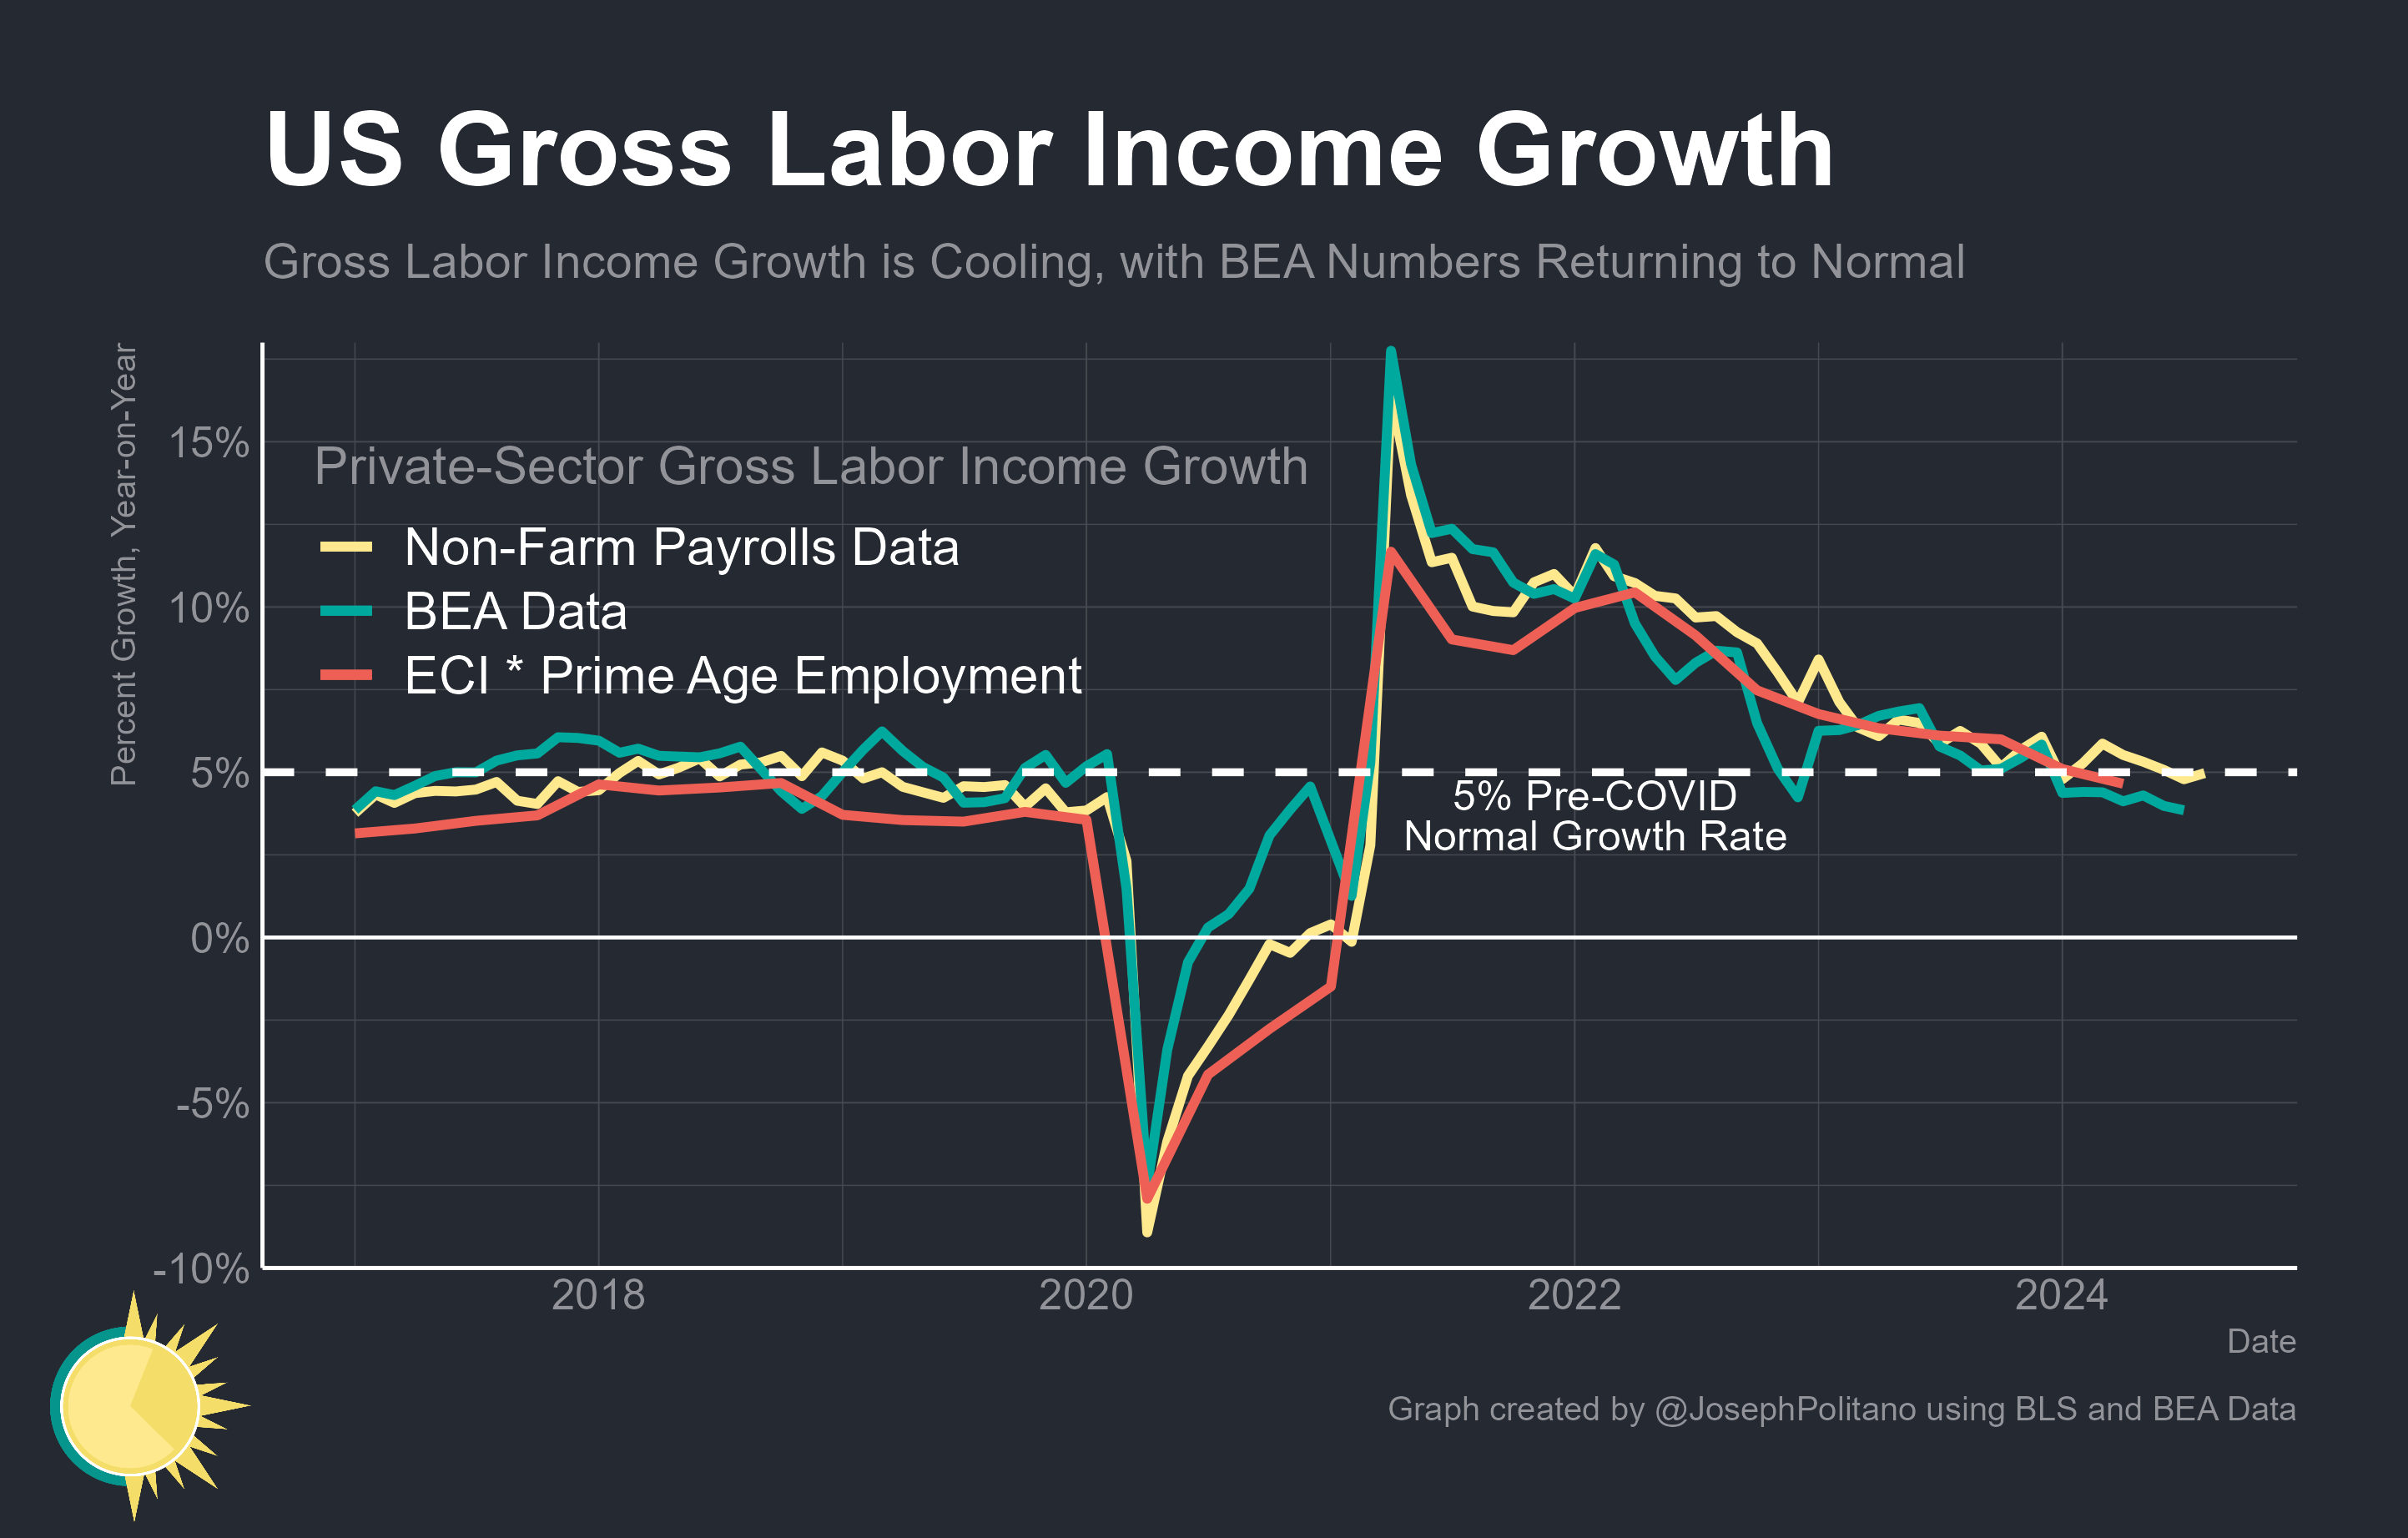 US Gross Labor Income Growth
Gross Labor Income Growth is Cooling, with BEA Numbers Returning to Normal
Percent Growth, Year-on-Year
15%
10%
5%
0%
-5%
-10%
Private-Sector Gross Labor Income Growth
Non-Farm Payrolls Data
BEA Data
ECI * Prime Age Employment
5% Pre-COVID
Normal Growth Rate
2018
2020
2022
2024
Date
Graph created by @JosephPolitano using BLS and BEA Data